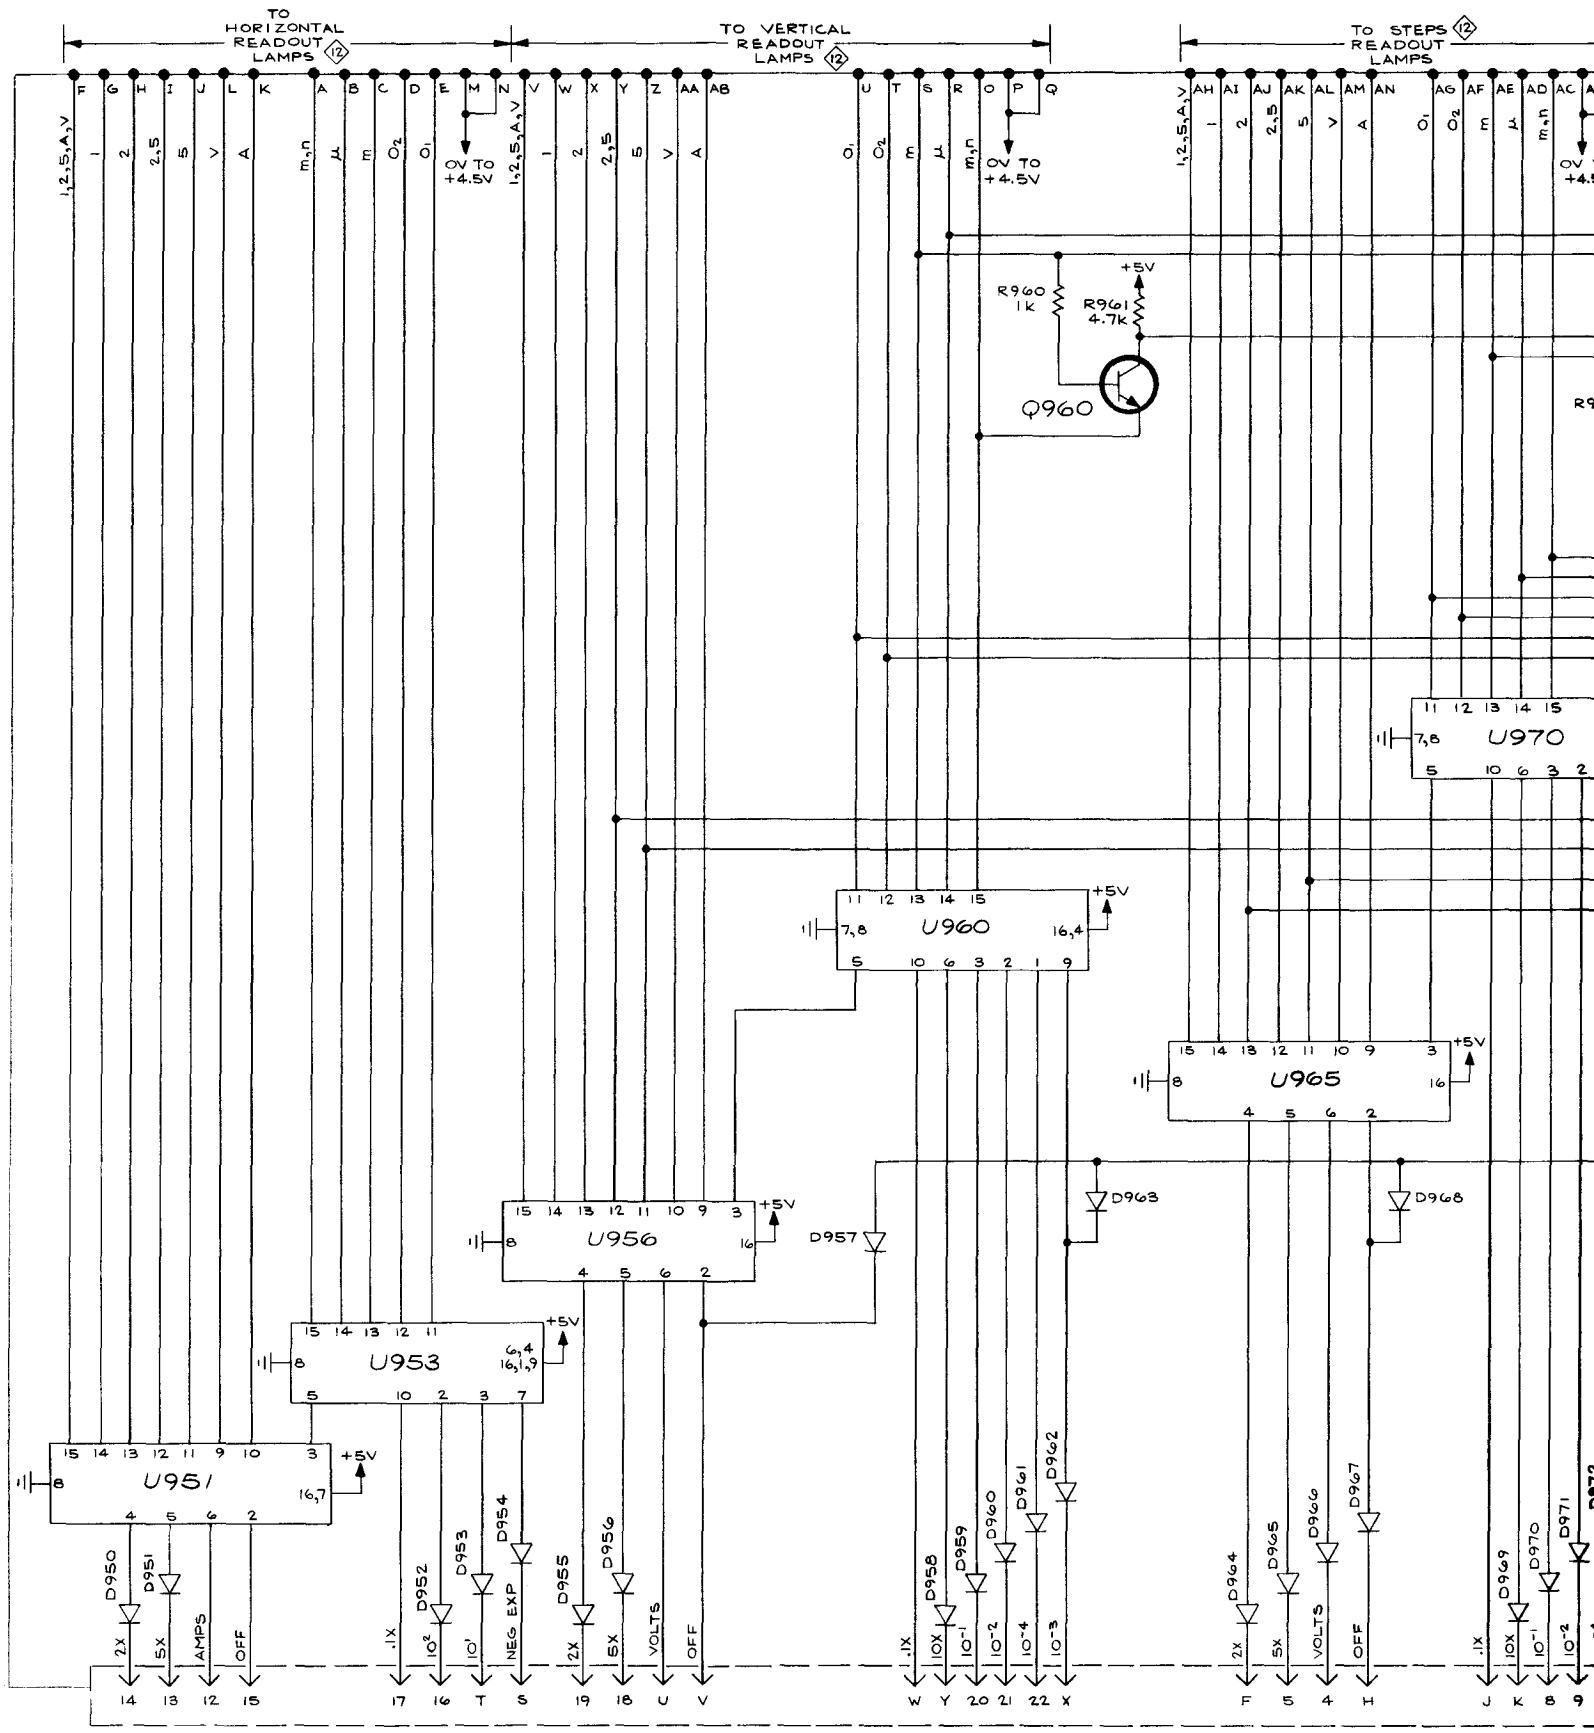 TO
HORIZONTAL
READOUT
LAMPS 12
TO VERTICAL
READOUT
LAMPS 12
TO STEPS 12
READOUT
LAMPS
F G H I J L K A B C D E M N V W X Y Z AA AB U T S R O P Q AH AI AJ AK AL AM AN AG AF AE AD AC A
1,2,5,A,V 1 2 2,5 5 V A m,n μ m O2 O1
OV TO
+4.5V
1,2,5,A,V 1 2 2,5 5 V A O1 O2 m μ m,n
OV TO
+4.5V
1,2,5,A,V 1 2 2,5 5 V A O1 O2 m μ m,n
OV
+4.5
+5V
R960
1K
R961
4.7K
Q960
R9
11 12 13 14 15
7,8 U970
5 10 6 3 2
11 12 13 14 15 +5V
7,8 U960 16,4
5 10 6 3 2 1 9
15 14 13 12 11 10 9 3 +5V
8 U965 16
4 5 6 2
D963
D968
15 14 13 12 11 10 9 3 +5V
8 U956 16
4 5 6 2
D957
15 14 13 12 11 +5V
8 U953 6,4
16,1,9
5 10 2 3 7
15 14 13 12 11 9 10 3 +5V
8 U951 16,7
4 5 6 2
D950 D951 D952 D953 D954 D955 D956 D958 D959 D960 D961 D962 D964 D965 D966 D967 D969 D970 D971
2X 5X AMPS OFF .1X 10² 10¹ NEG EXP 2X 5X VOLTS OFF .1X 10X 10⁻¹ 10⁻² 10⁻⁴ 10⁻³ 2X 5X VOLTS OFF .1X 10X 10⁻¹ 10⁻²
14 13 12 15 17 16 T S 19 18 U V W Y 20 21 22 X F 5 4 H J K 8 9